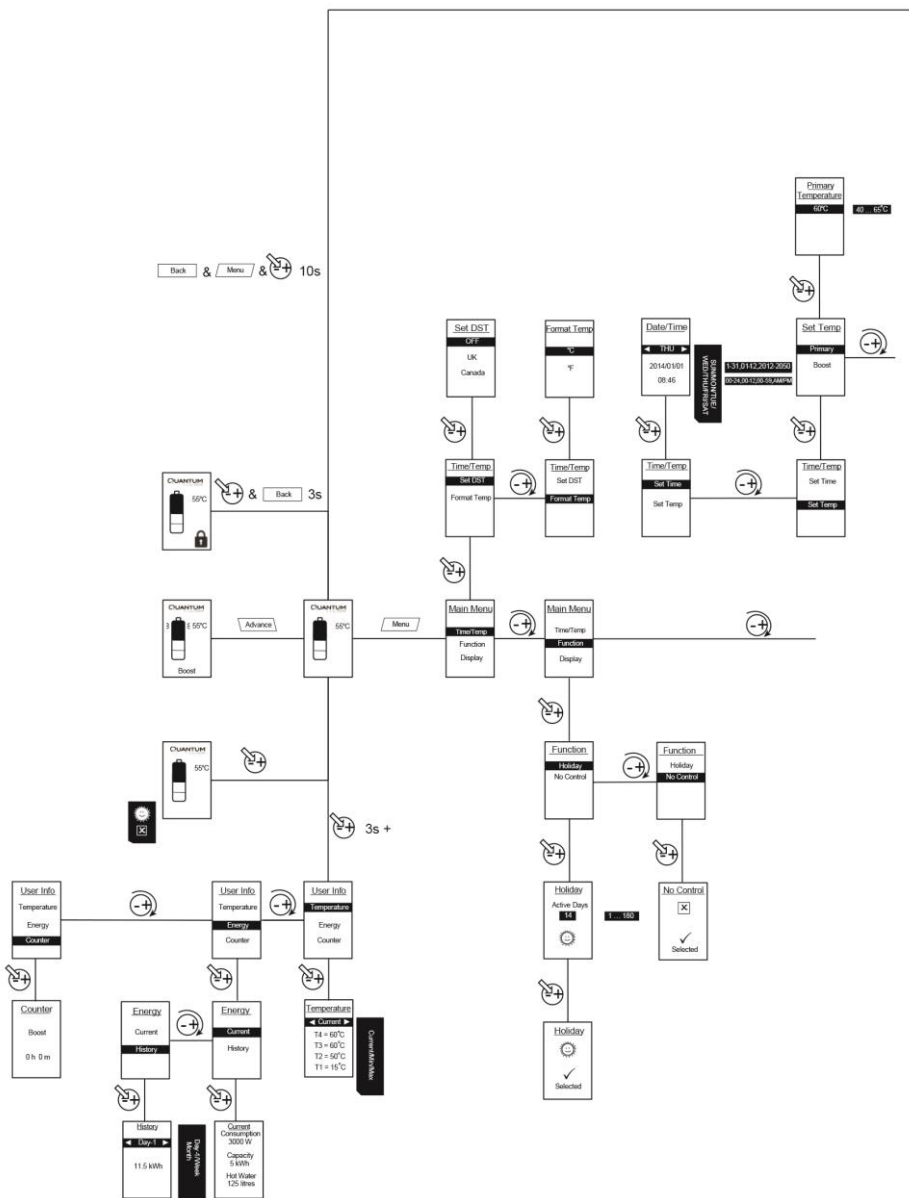 Primary
Temperature
60°C
40 ... 65°C
Back & Menu & 10s
Set DST
OFF
UK
Canada
Format Temp
°C
°F
Date/Time
THU
2014/01/01
08:46
SUN/MON/TUE/
WED/THU/FRI/SAT
1-31,01-12,2012-2050
00-24,00-12,00-59,AM/PM
Set Temp
Primary
Boost
QUANTUM
55°C
& Back 3s
Time/Temp
Set DST
Format Temp
Time/Temp
Set DST
Format Temp
Time/Temp
Set Time
Set Temp
Time/Temp
Set Time
Set Temp
QUANTUM
E 55°C
Boost
Advance
QUANTUM
55°C
Menu
Main Menu
Time/Temp
Function
Display
Main Menu
Time/Temp
Function
Display
QUANTUM
55°C
3s +
Function
Holiday
No Control
Function
Holiday
No Control
User Info
Temperature
Energy
Counter
User Info
Temperature
Energy
Counter
User Info
Temperature
Energy
Counter
Holiday
Active Days
14
1 ... 180
No Control
Selected
Counter
Boost
0 h 0 m
Energy
Current
History
Energy
Current
History
Temperature
Current
T4 = 60°C
T3 = 60°C
T2 = 50°C
T1 = 15°C
Current/Min/Max
Holiday
Selected
History
Day-1
11.5 kWh
Day-1/Week
Month
Current
Consumption
3000 W
Capacity
5 kWh
Hot Water
125 litres